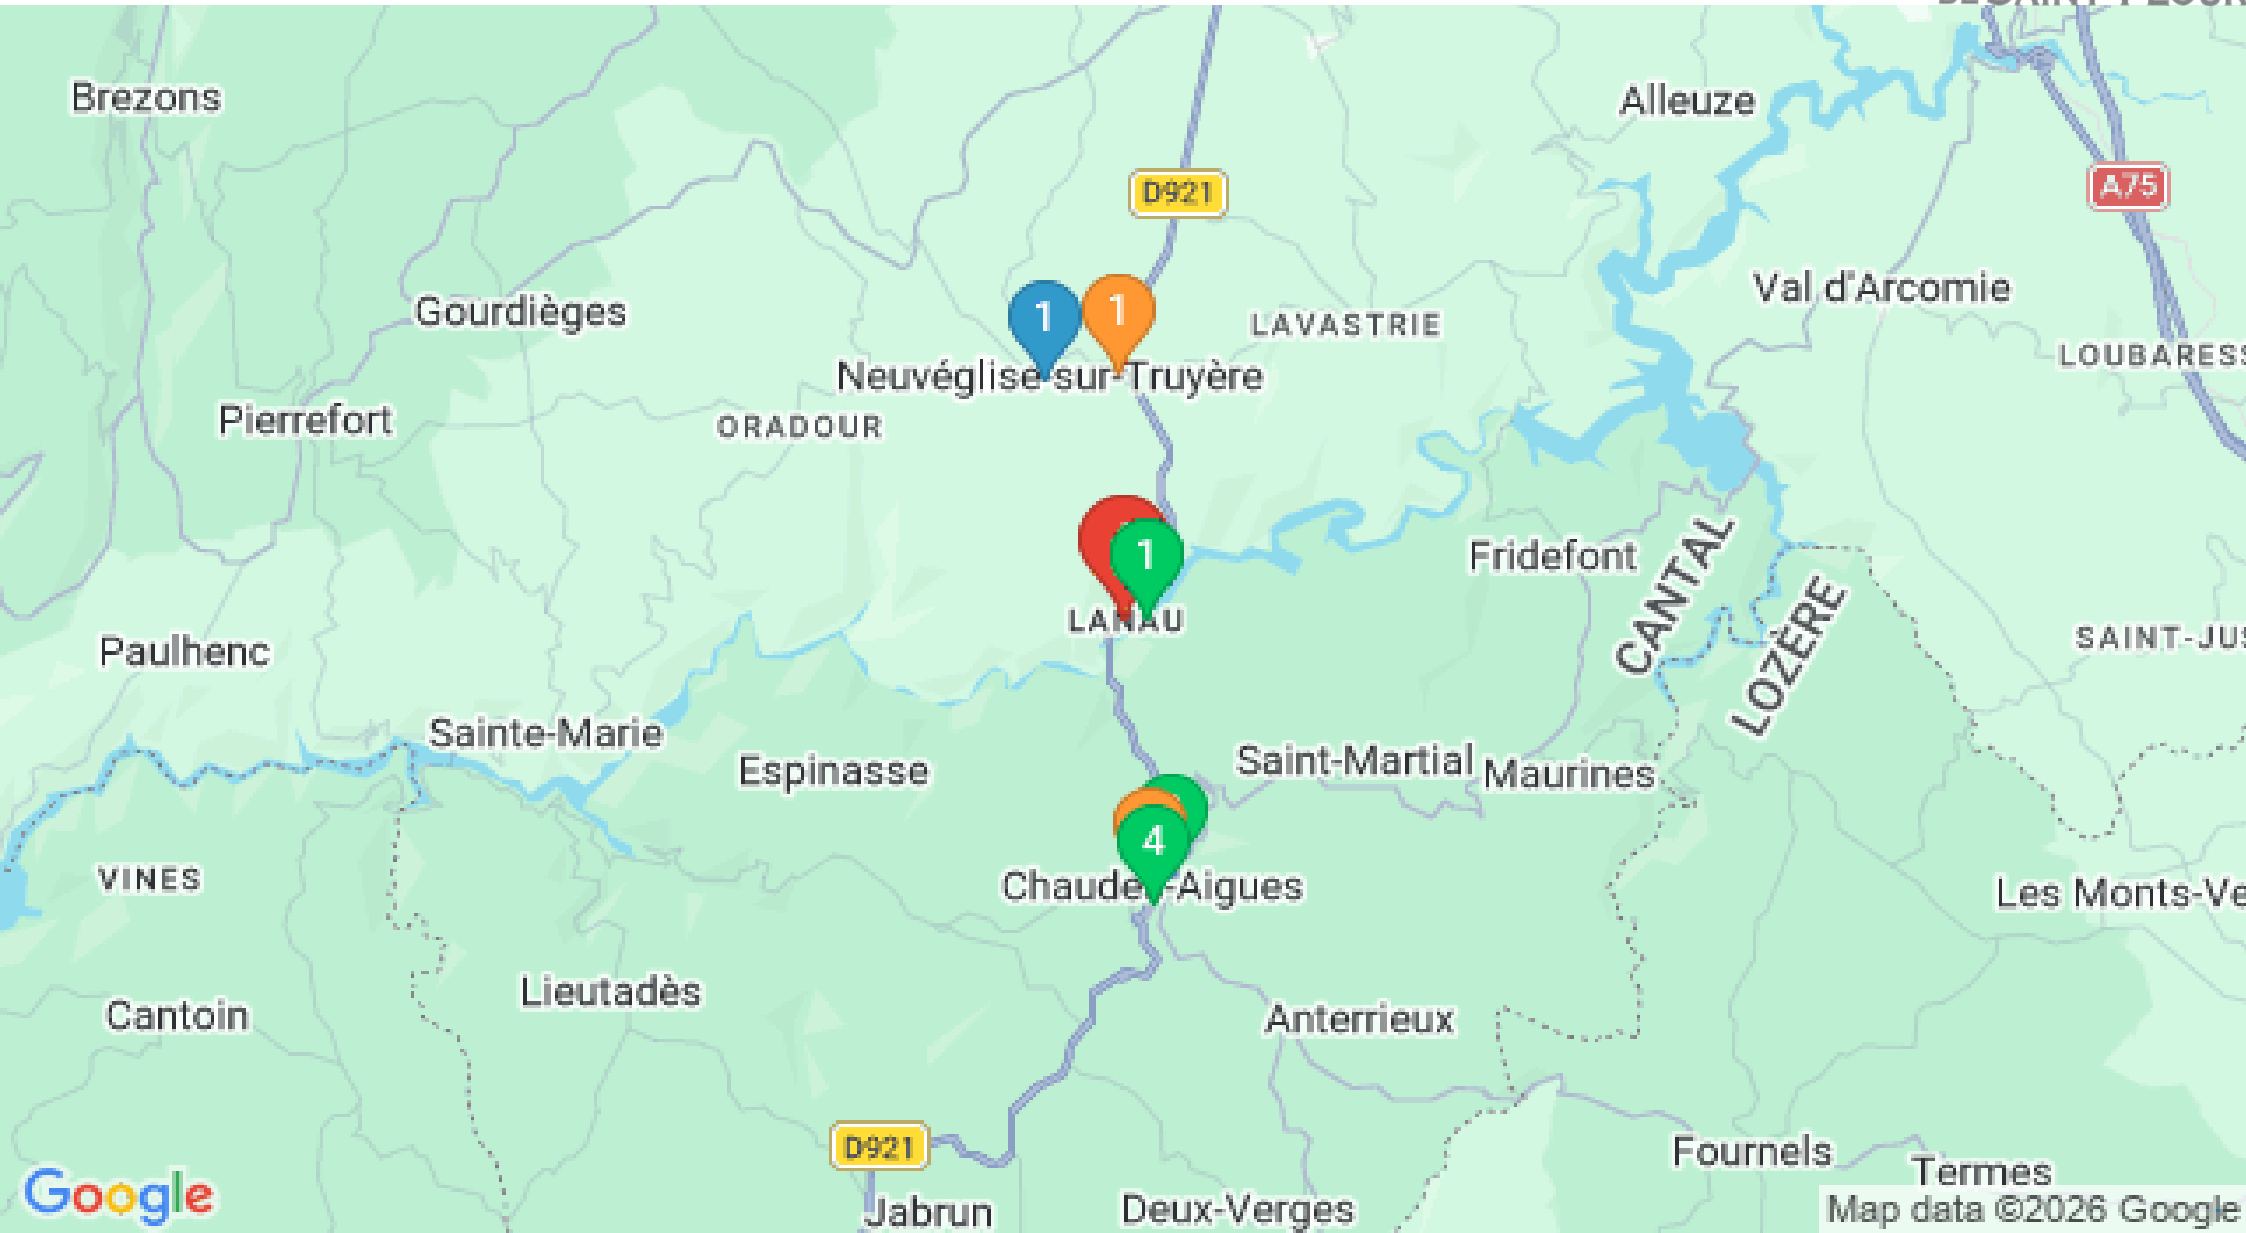 Brezons
Alleuze
D921
A75
Val d'Arcomie
Gourdièges
1
1
LAVASTRIE
LOUBARESS
Neuvéglise-sur-Truyère
Pierrefort
ORADOUR
1
Fridefont
CANTAL
LANAU
LOZÈRE
SAINT-JUS
Paulhenc
Sainte-Marie
Espinasse
Saint-Martial
Maurines
4
VINES
Chaudes-Aigues
Les Monts-Ve
Lieutadès
Cantoin
Anterrieux
D921
Fournels
Termes
Google
Jabrun
Deux-Verges
Map data ©2026 Google